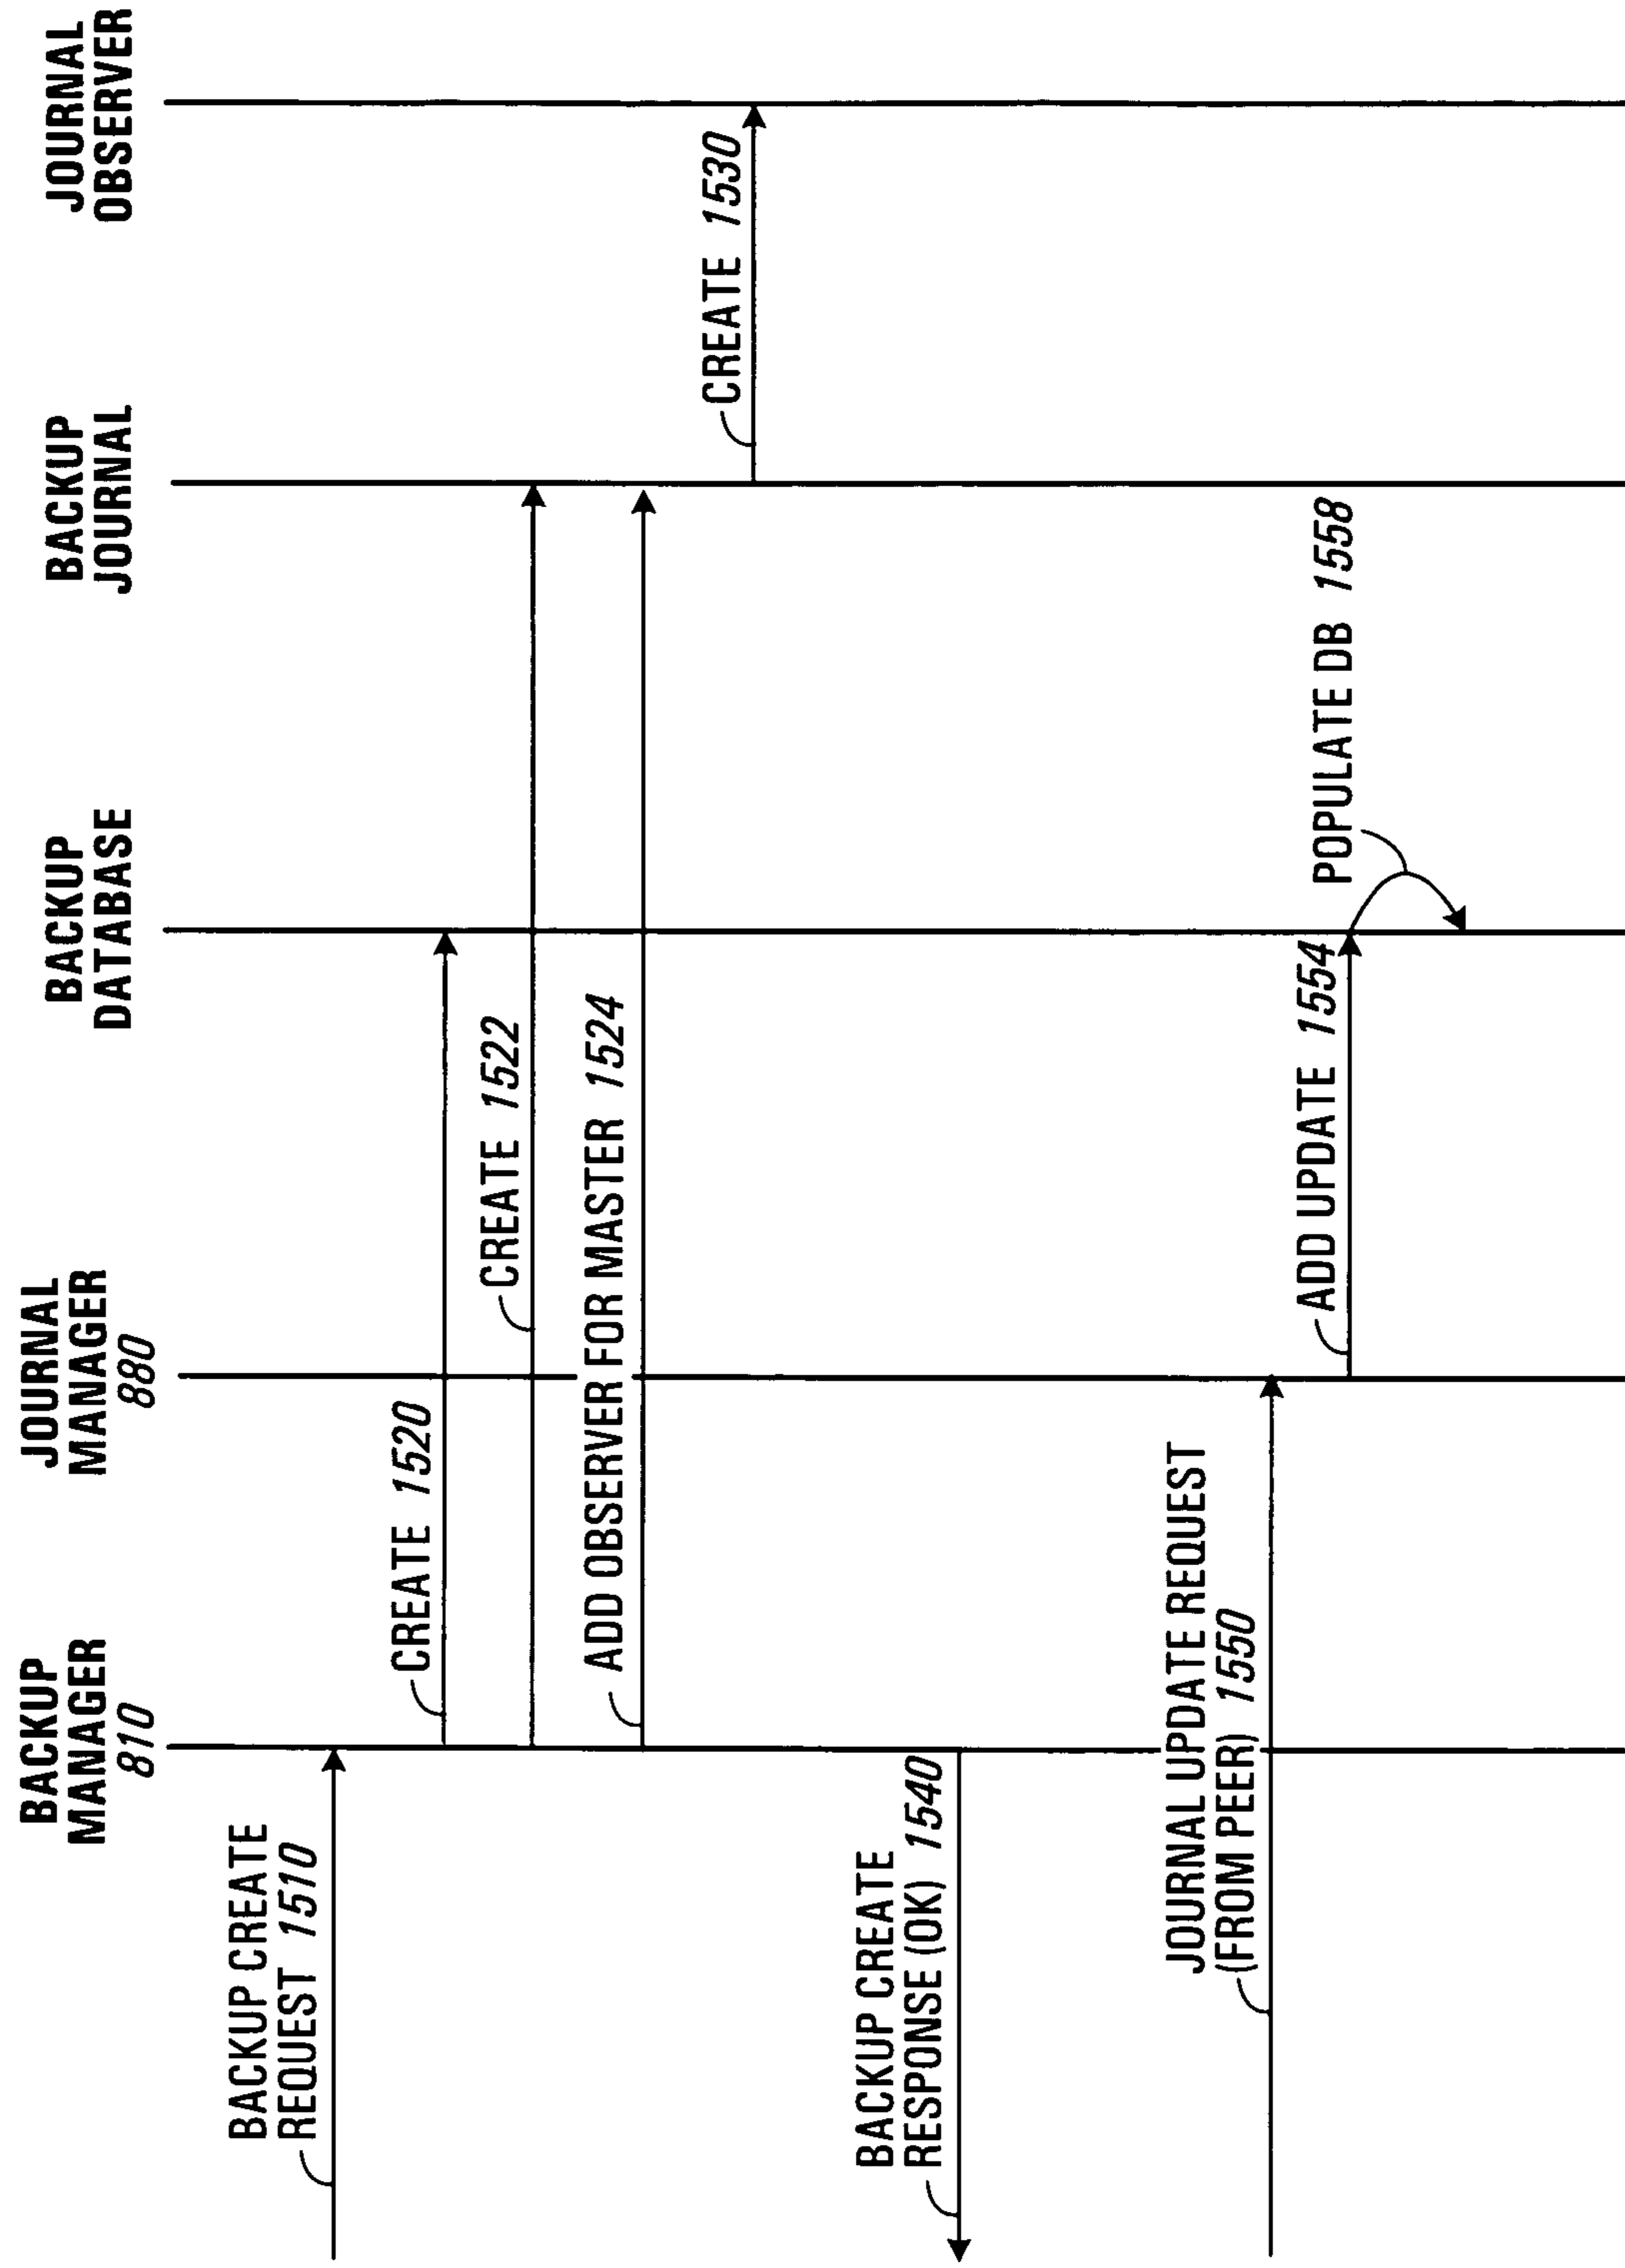 BACKUP
MANAGER
810
JOURNAL
MANAGER
880
BACKUP
DATABASE
BACKUP
JOURNAL
JOURNAL
OBSERVER
BACKUP CREATE
REQUEST 1510
CREATE 1520
CREATE 1522
ADD OBSERVER FOR MASTER 1524
CREATE 1530
BACKUP CREATE
RESPONSE (OK) 1540
JOURNAL UPDATE REQUEST
(FROM PEER) 1550
ADD UPDATE 1554
POPULATE DB 1558